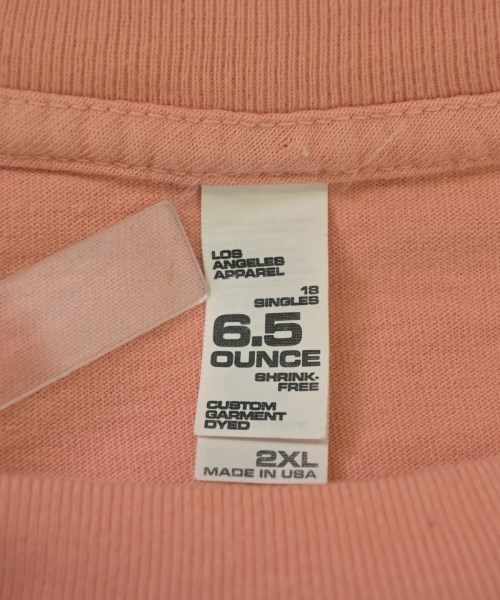 LOS
ANGELES
APPAREL
18
SINGLES
6.5
OUNCE
SHRINK-
FREE
CUSTOM
GARMENT
DYED
2XL
MADE IN USA